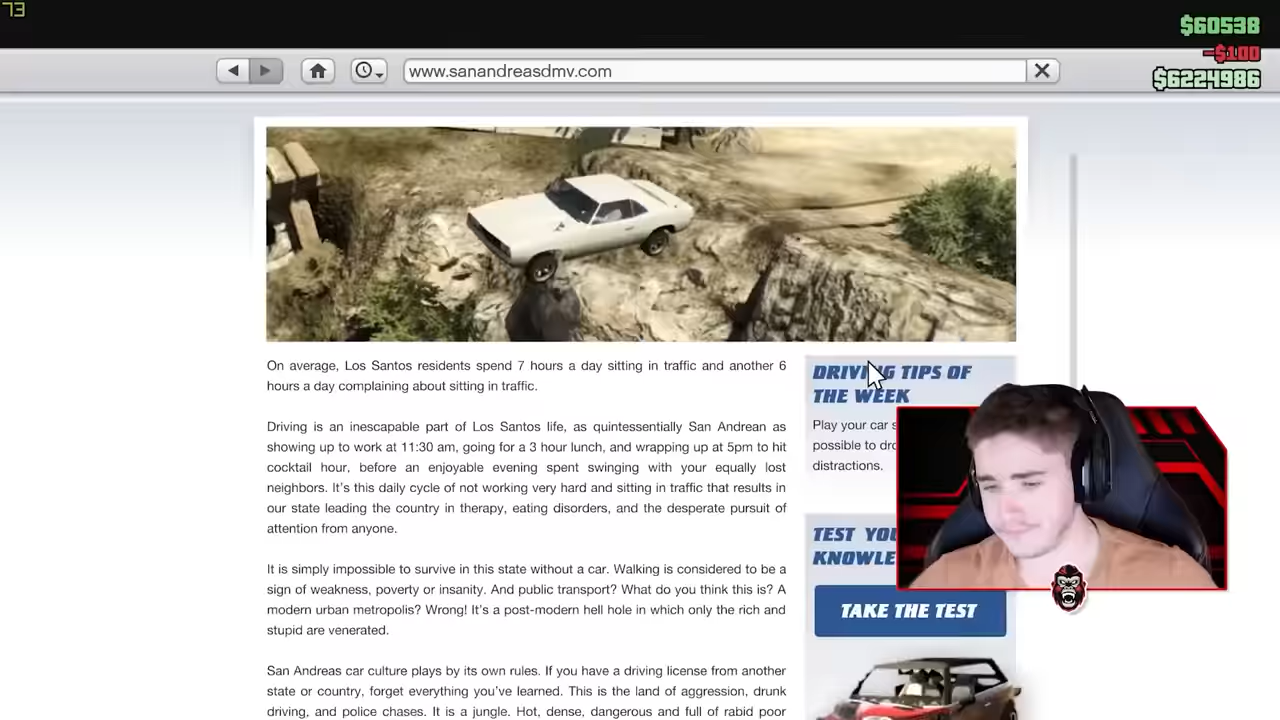 73
$60538
-$100
$6224986
www.sanandreasdmv.com
On average, Los Santos residents spend 7 hours a day sitting in traffic and another 6
hours a day complaining about sitting in traffic.
Driving is an inescapable part of Los Santos life, as quintessentially San Andrean as
showing up to work at 11:30 am, going for a 3 hour lunch, and wrapping up at 5pm to hit
cocktail hour, before an enjoyable evening spent swinging with your equally lost
neighbors. It's this daily cycle of not working very hard and sitting in traffic that results in
our state leading the country in therapy, eating disorders, and the desperate pursuit of
attention from anyone.
It is simply impossible to survive in this state without a car. Walking is considered to be a
sign of weakness, poverty or insanity. And public transport? What do you think this is? A
modern urban metropolis? Wrong! It's a post-modern hell hole in which only the rich and
stupid are venerated.
San Andreas car culture plays by its own rules. If you have a driving license from another
state or country, forget everything you've learned. This is the land of aggression, drunk
driving, and police chases. It is a jungle. Hot, dense, dangerous and full of rabid poor
DRIVING TIPS OF
THE WEEK
Play your car
possible to
distractions.
TEST
TAKE THE TEST